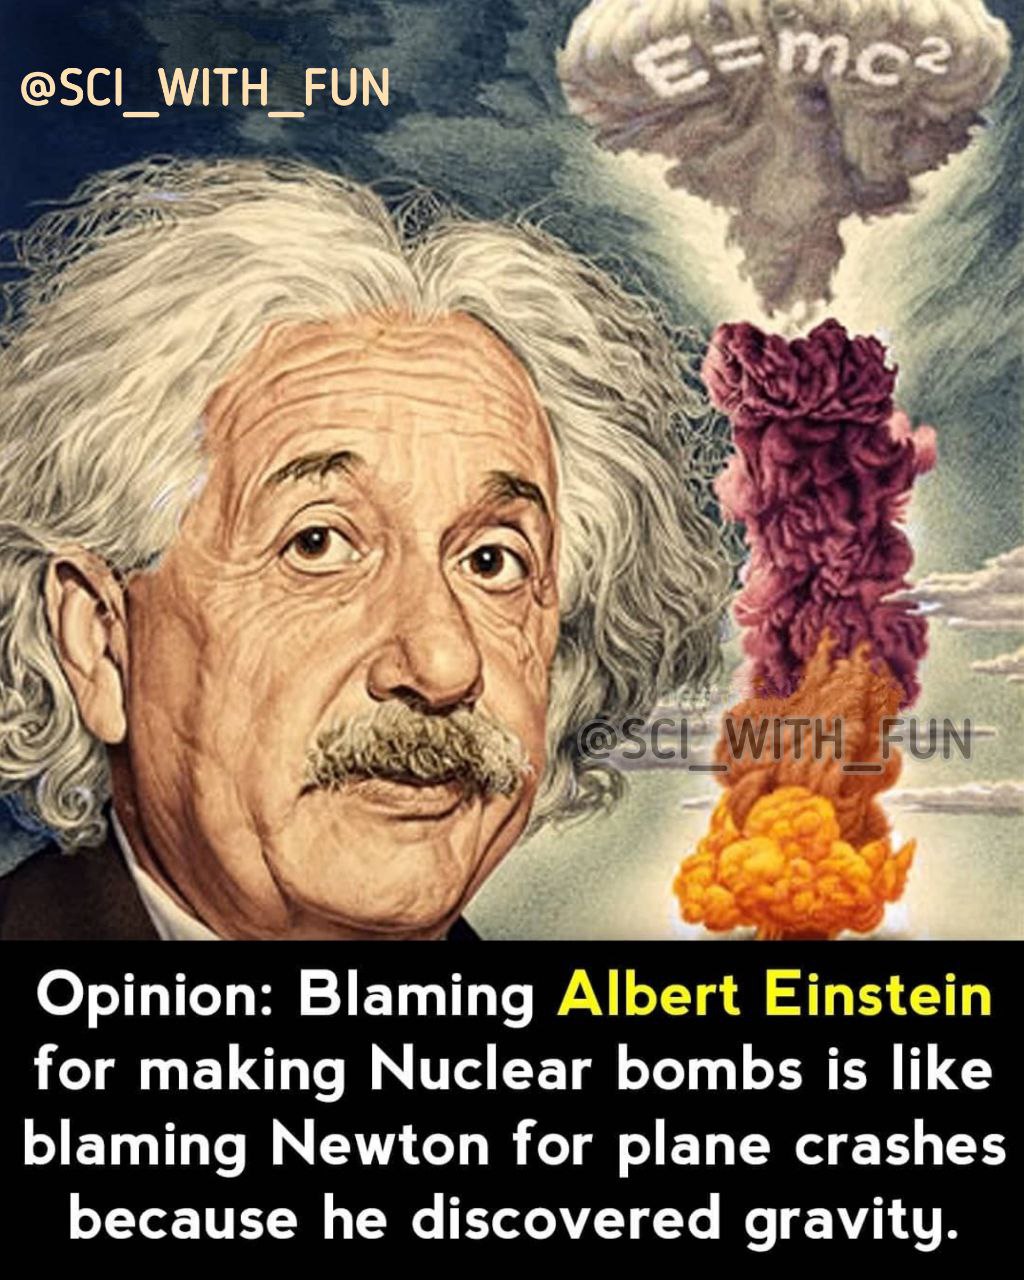 @SCI_WITH_FUN
E=mc²
@SCI_WITH_FUN
Opinion: Blaming Albert Einstein
for making Nuclear bombs is like
blaming Newton for plane crashes
because he discovered gravity.